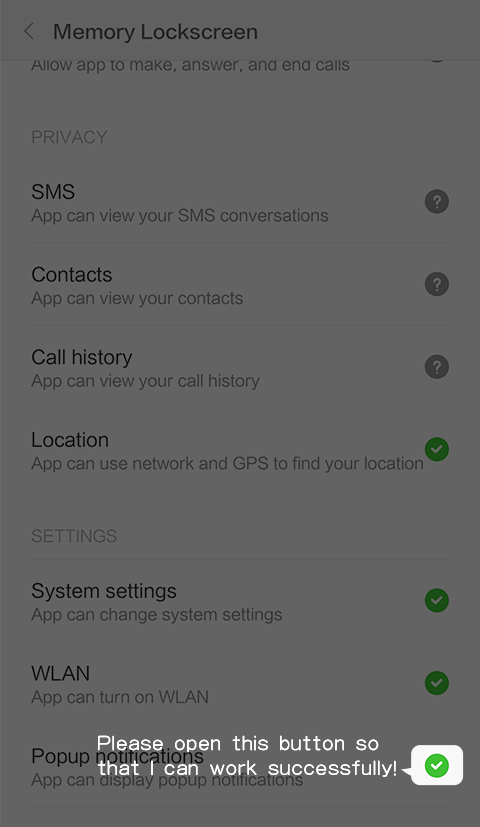 Memory Lockscreen
Allow app to make, answer, and end calls
PRIVACY
SMS
App can view your SMS conversations
Contacts
App can view your contacts
Call history
App can view your call history
Location
App can use network and GPS to find your location
SETTINGS
System settings
App can change system settings
WLAN
App can turn on WLAN
Please open this button so
Popup notifications
that I can work successfully!
App can display popup notifications